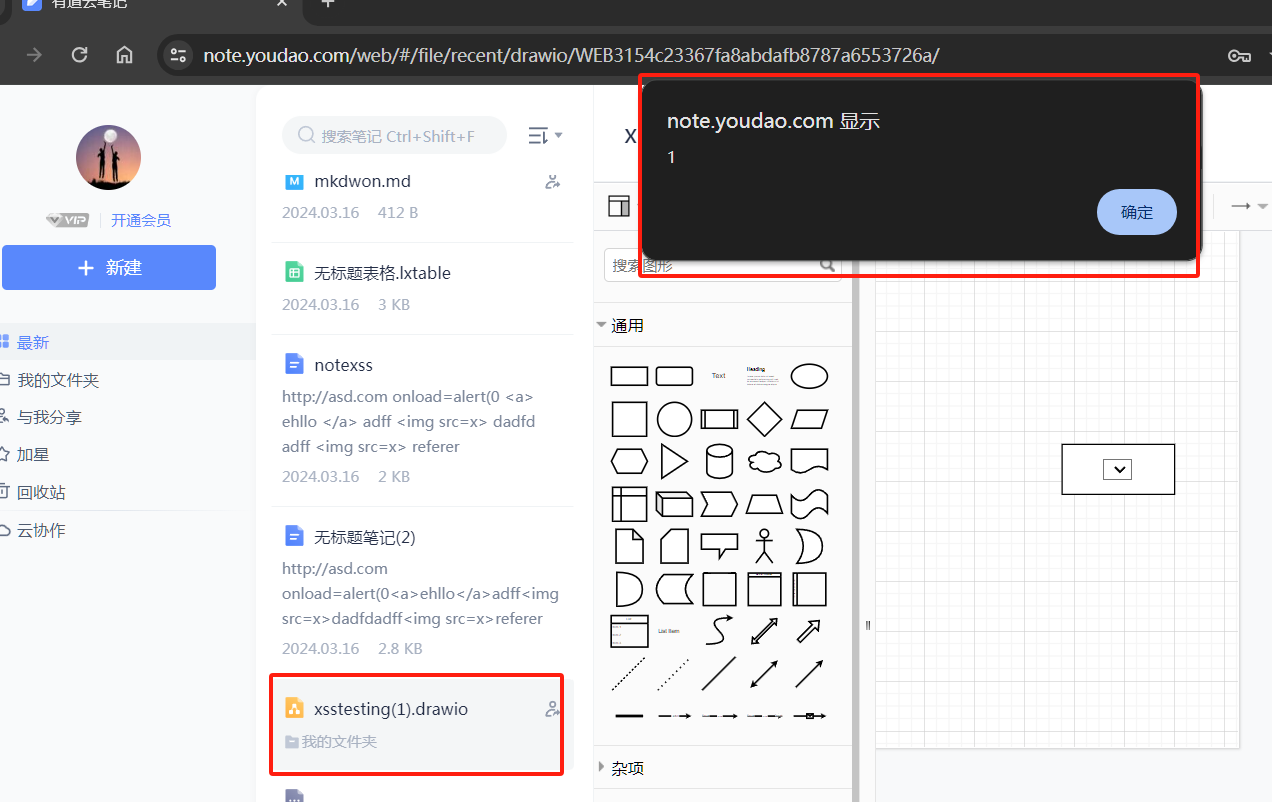 有道云笔记
note.youdao.com/web/#/file/recent/drawio/WEB3154c23367fa8abdafb8787a6553726a/
note.youdao.com 显示
1
确定
VIP
开通会员
新建
最新
我的文件夹
与我分享
加星
回收站
云协作
搜索笔记 Ctrl+Shift+F
mkdwon.md
2024.03.16 412 B
无标题表格.lxtable
2024.03.16 3 KB
notexss
http://asd.com onload=alert(0 <a>
ehllo </a> adff <img src=x> dadfd
adff <img src=x> referer
2024.03.16 2 KB
无标题笔记(2)
http://asd.com
onload=alert(0<a>ehllo</a>adff<img
src=x>dadfdadff<img src=x>referer
2024.03.16 2.8 KB
xsstesting(1).drawio
我的文件夹
X
搜索图形
通用
Text
Heading
List Item
杂项